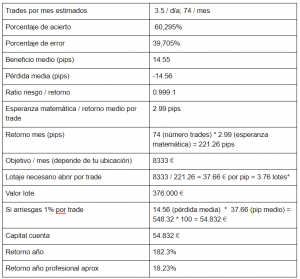 Trades por mes estimados
3.5 / día; 74 / mes
Porcentaje de acierto
60,295%
Porcentaje de error
39,705%
Beneficio medio (pips)
14.55
Pérdida media (pips)
-14.56
Ratio riesgo / retorno
0.999:1
Esperanza matemática / retorno medio por
trade
2.99 pips
Retorno mes (pips)
74 (número trades) * 2.99 (esperanza
matemática) = 221.26 pips
Objetivo / mes (depende de tu ubicación)
8333 €
Lotaje necesario abrir por trade
8333 / 221.26 = 37.66 € por pip = 3.76 lotes*
Valor lote
376.000 €
Si arriesgas 1% por trade
14.56 (pérdida media) * 37.66 (pip medio) =
548.32 * 100 = 54.832 €
Capital cuenta
54.832 €
Retorno año
182.3%
Retorno año profesional aprox
18.23%